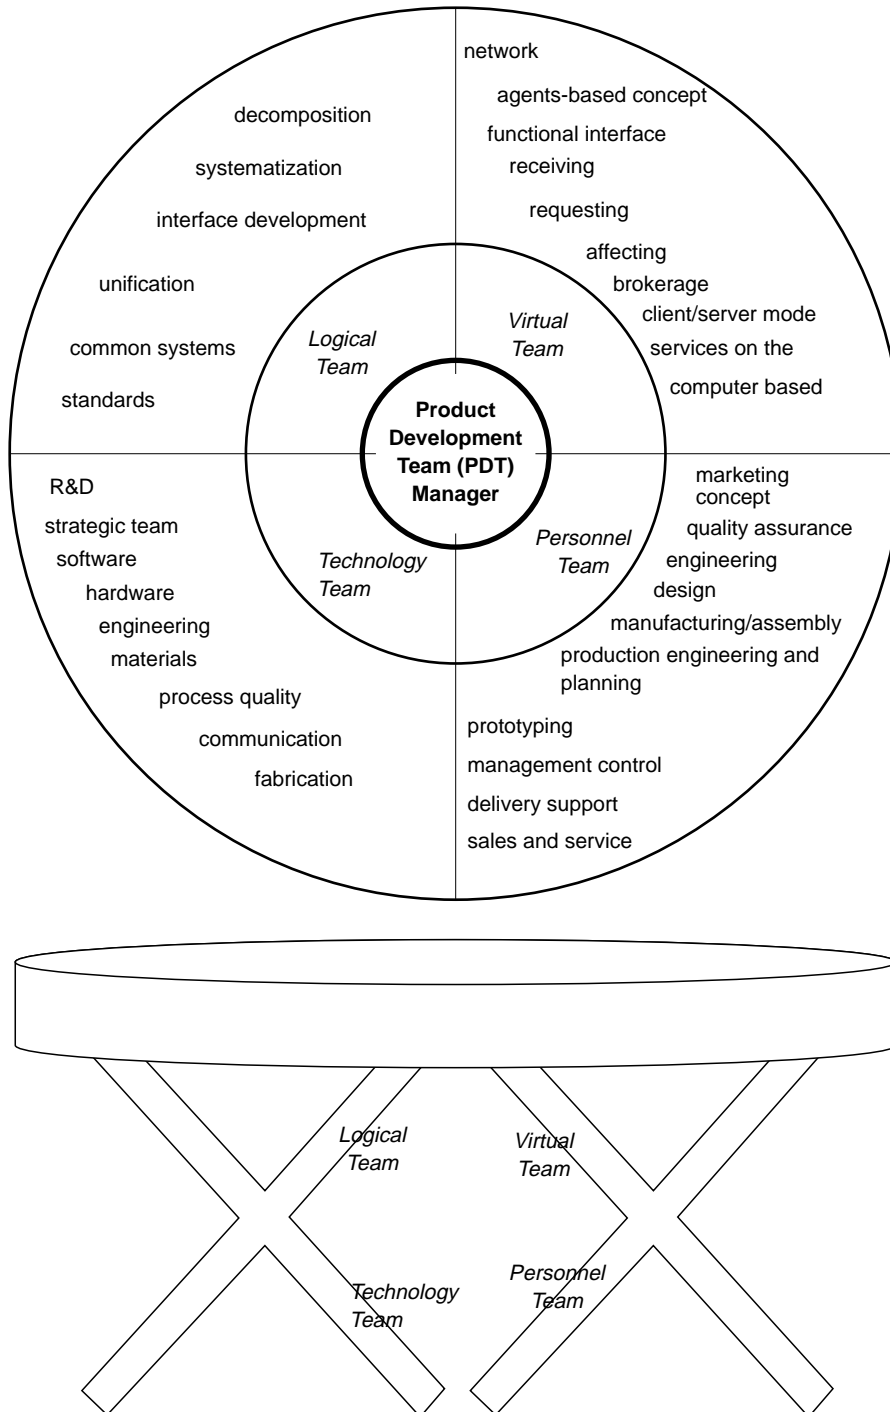 decomposition
systematization
interface development
unification
common systems
standards
network
agents-based concept
functional interface
receiving
requesting
affecting
brokerage
client/server mode
services on the
computer based
Logical
Team
Virtual
Team
Product
Development
Team (PDT)
Manager
Technology
Team
Personnel
Team
R&D
strategic team
software
hardware
engineering
materials
process quality
communication
fabrication
marketing
concept
quality assurance
engineering
design
manufacturing/assembly
production engineering and
planning
prototyping
management control
delivery support
sales and service
Logical
Team
Virtual
Team
Technology
Team
Personnel
Team